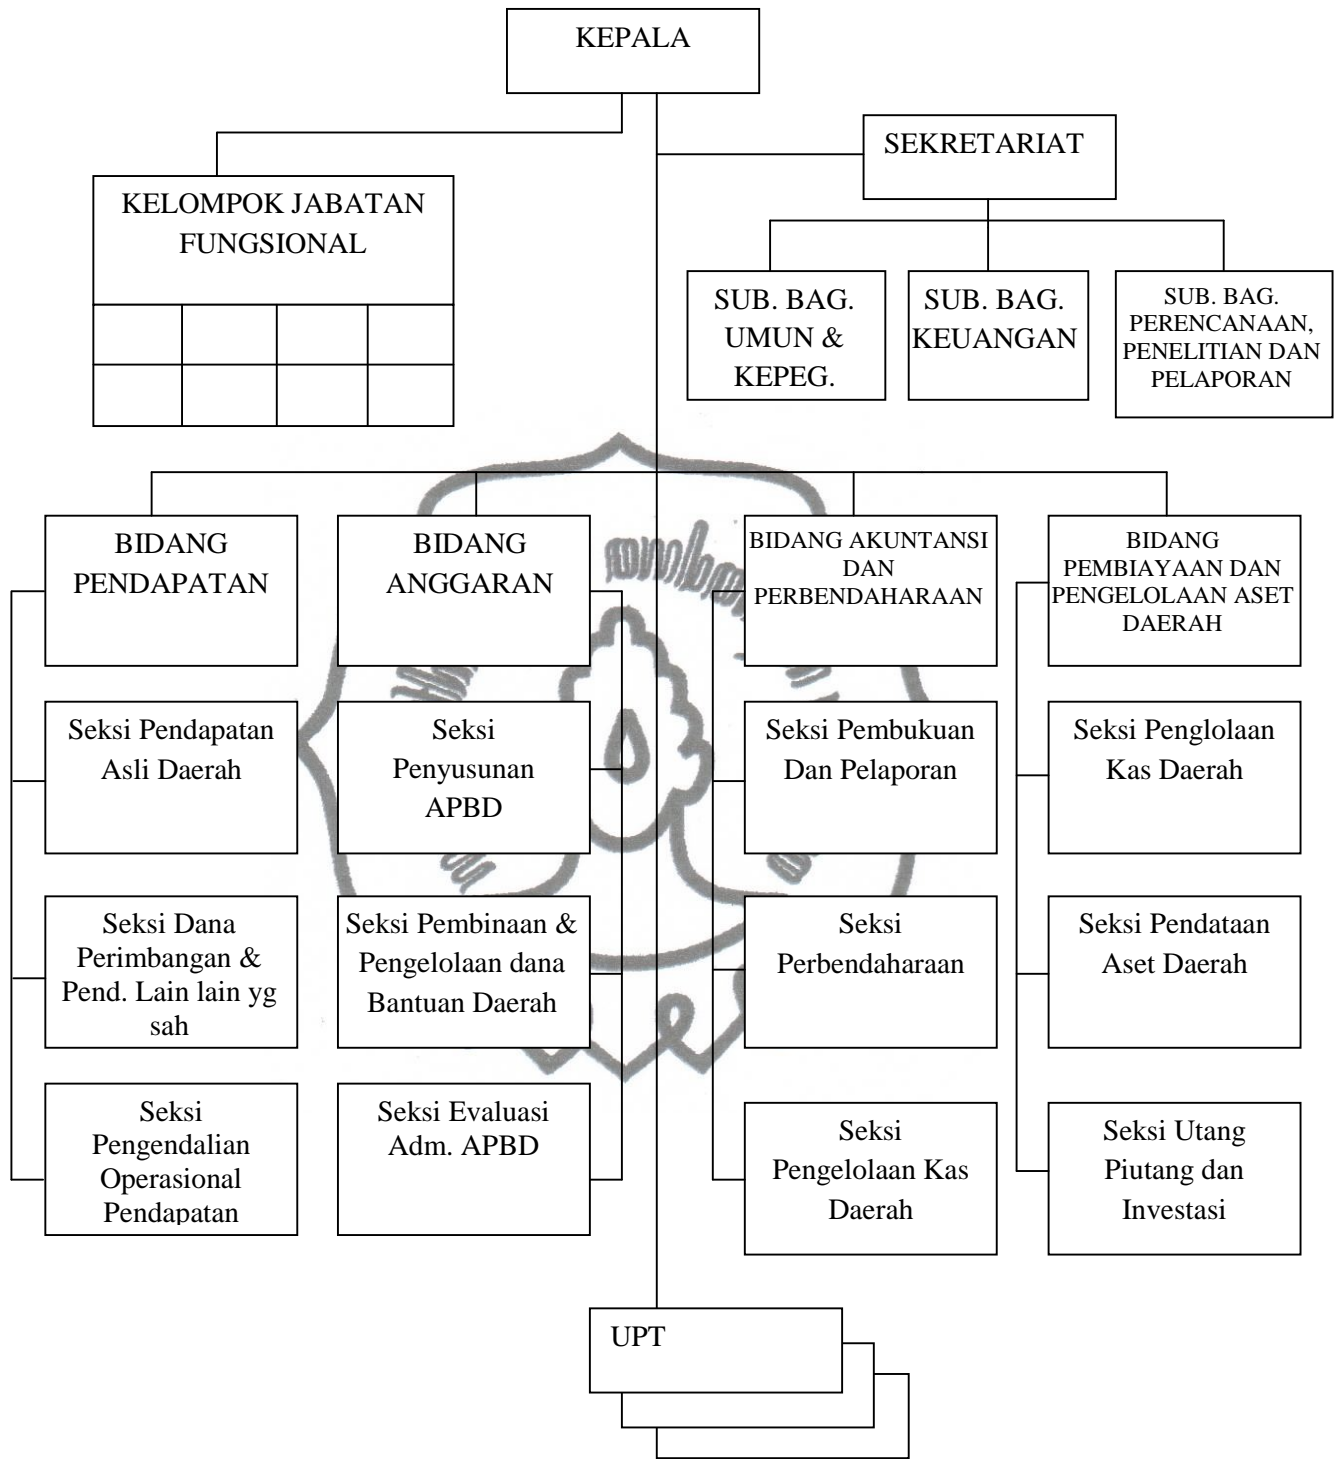 KEPALA
SEKRETARIAT
KELOMPOK JABATAN
FUNGSIONAL
SUB. BAG.
UMUN &
KEPEG.
SUB. BAG.
KEUANGAN
SUB. BAG.
PERENCANAAN,
PENELITIAN DAN
PELAPORAN
BIDANG
PENDAPATAN
BIDANG
ANGGARAN
BIDANG AKUNTANSI
DAN
PERBENDAHARAAN
BIDANG
PEMBIAYAAN DAN
PENGELOLAAN ASET
DAERAH
Seksi Pendapatan
Asli Daerah
Seksi
Penyusunan
APBD
Seksi Pembukuan
Dan Pelaporan
Seksi Penglolaan
Kas Daerah
Seksi Dana
Perimbangan &
Pend. Lain lain yg
sah
Seksi Pembinaan &
Pengelolaan dana
Bantuan Daerah
Seksi
Perbendaharaan
Seksi Pendataan
Aset Daerah
Seksi
Pengendalian
Operasional
Pendapatan
Seksi Evaluasi
Adm. APBD
Seksi
Pengelolaan Kas
Daerah
Seksi Utang
Piutang dan
Investasi
UPT